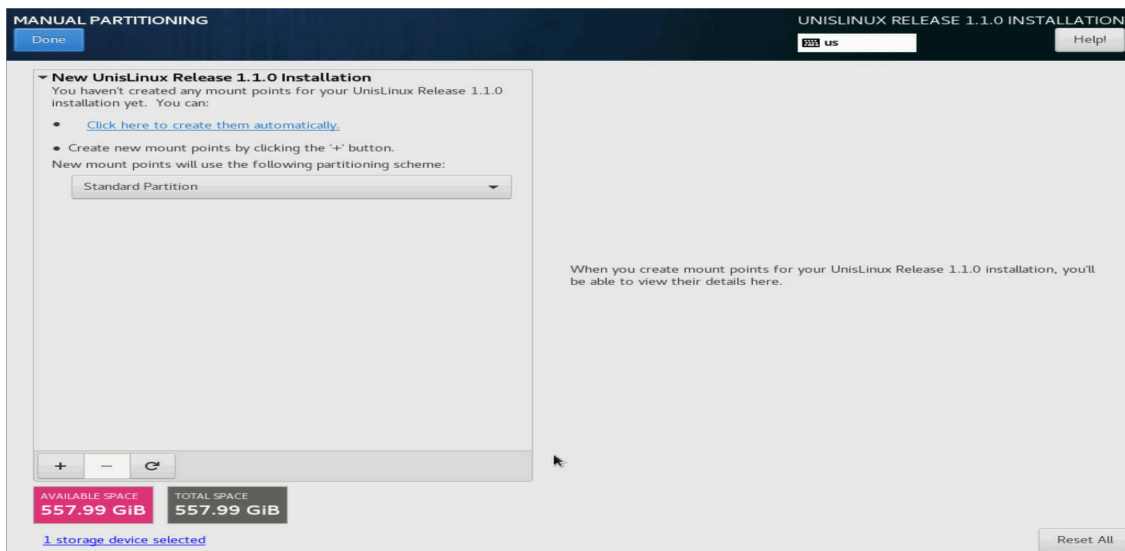 MANUAL PARTITIONING
UNISLINUX RELEASE 1.1.0 INSTALLATION
Done
us
Help!
New UnisLinux Release 1.1.0 Installation
You haven't created any mount points for your UnisLinux Release 1.1.0
installation yet. You can:
• Click here to create them automatically.
• Create new mount points by clicking the '+' button.
New mount points will use the following partitioning scheme:
Standard Partition
When you create mount points for your UnisLinux Release 1.1.0 installation, you'll
be able to view their details here.
+ −
AVAILABLE SPACE
557.99 GiB
TOTAL SPACE
557.99 GiB
1 storage device selected
Reset All